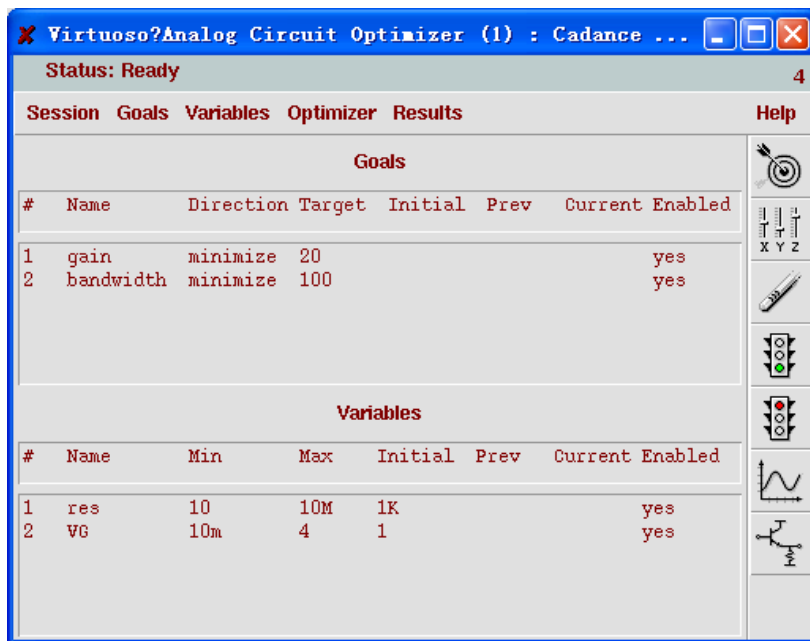 Virtuoso?Analog Circuit Optimizer (1) : Cadance ...
Status: Ready 4
Session Goals Variables Optimizer Results Help
Goals
# Name Direction Target Initial Prev Current Enabled
1 gain minimize 20 yes
2 bandwidth minimize 100 yes
X Y Z
Variables
# Name Min Max Initial Prev Current Enabled
1 res 10 10M 1K yes
2 VG 10m 4 1 yes